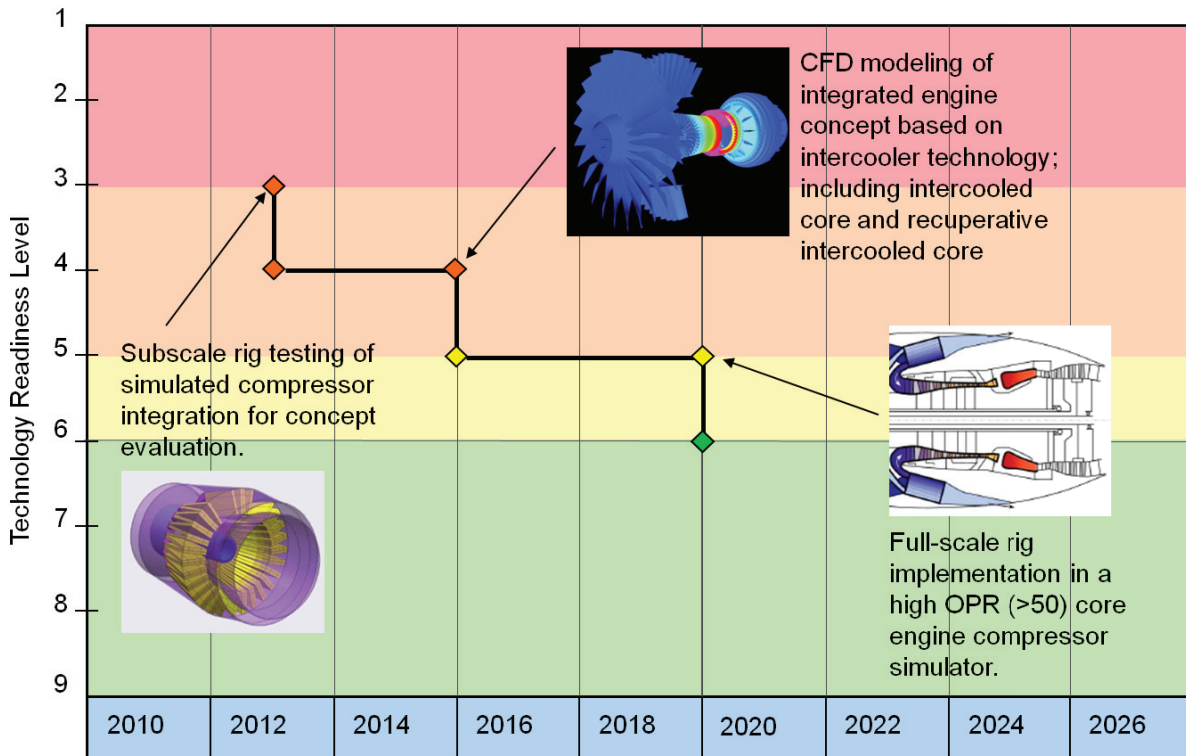 1
2
3
4
5
6
7
8
9
Technology Readiness Level
CFD modeling of
integrated engine
concept based on
intercooler technology;
including intercooled
core and recuperative
intercooled core
Subscale rig testing of
simulated compressor
integration for concept
evaluation.
Full-scale rig
implementation in a
high OPR (>50) core
engine compressor
simulator.
2010 2012 2014 2016 2018 2020 2022 2024 2026